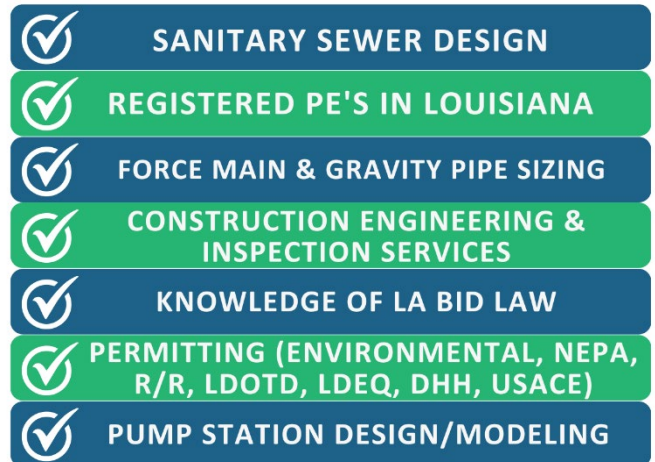 SANITARY SEWER DESIGN
REGISTERED PE'S IN LOUISIANA
FORCE MAIN & GRAVITY PIPE SIZING
CONSTRUCTION ENGINEERING &
INSPECTION SERVICES
KNOWLEDGE OF LA BID LAW
PERMITTING (ENVIRONMENTAL, NEPA,
R/R, LDOTD, LDEQ, DHH, USACE)
PUMP STATION DESIGN/MODELING